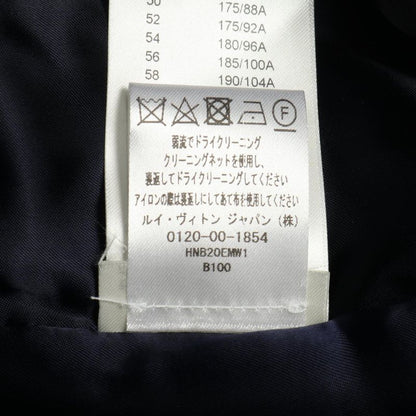 50 175/88A
52 175/92A
54 180/96A
56 185/100A
58 190/104A
F
弱流でドライクリーニング
クリーニングネットを使用し、
裏返してドライクリーニングしてください
アイロンの際は裏返しにしてあて布を使用してください
ルイ・ヴィトン ジャパン (株)
0120-00-1854
HNB20EMW1
B100